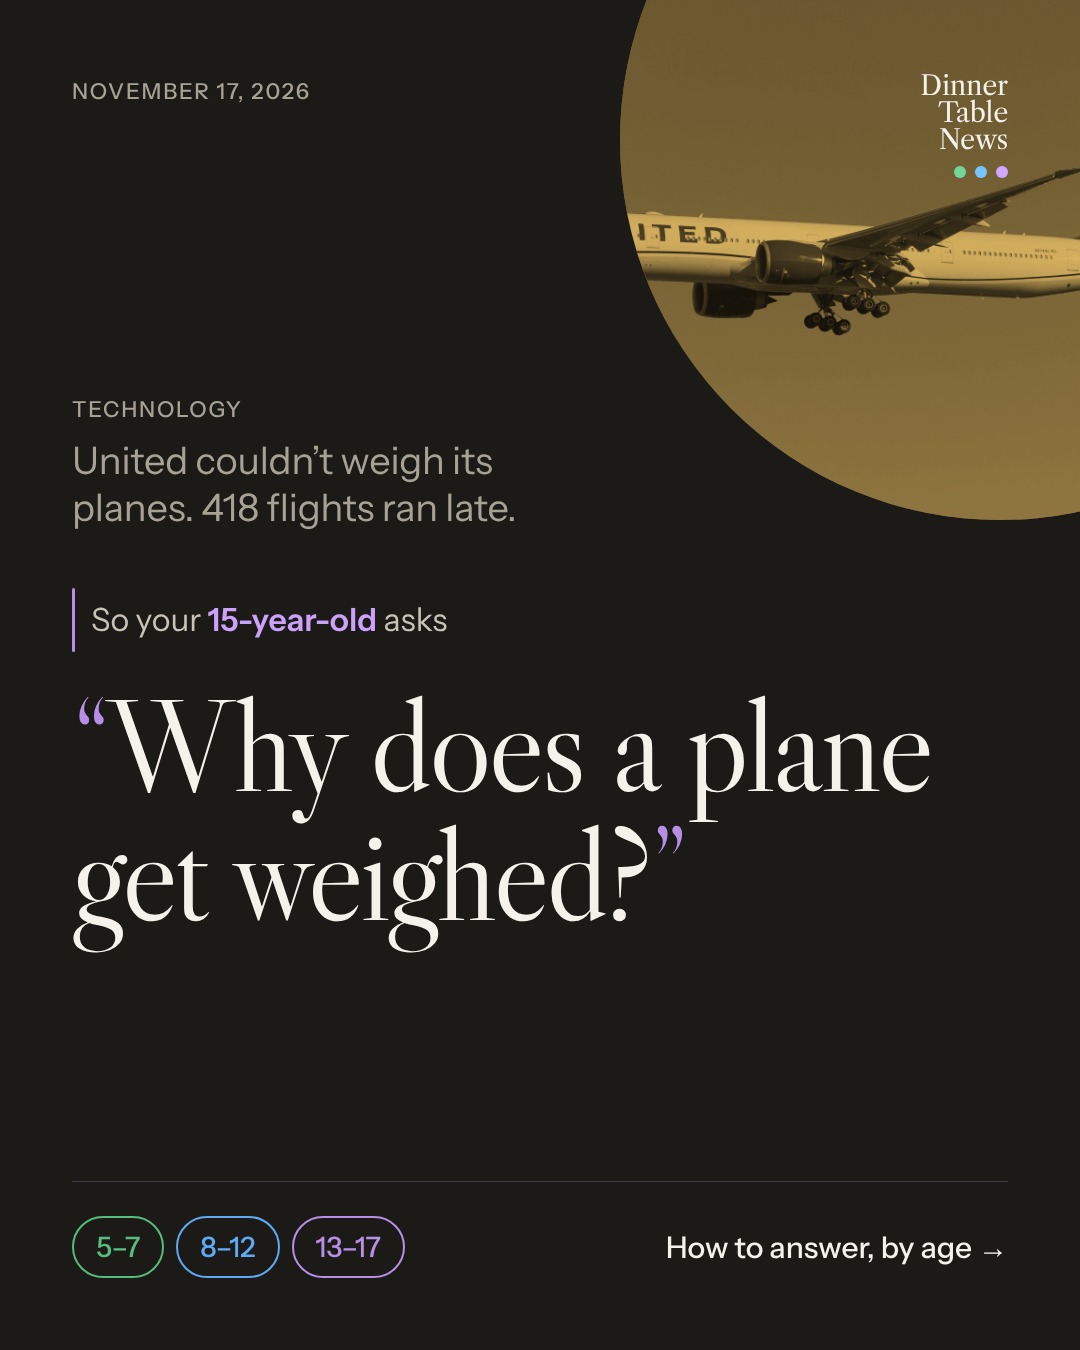 NOVEMBER 17, 2026
Dinner
Table
News
ITED
TECHNOLOGY
United couldn’t weigh its
planes. 418 flights ran late.
So your 15-year-old asks
“Why does a plane
get weighed?”
5–7
8–12
13–17
How to answer, by age →